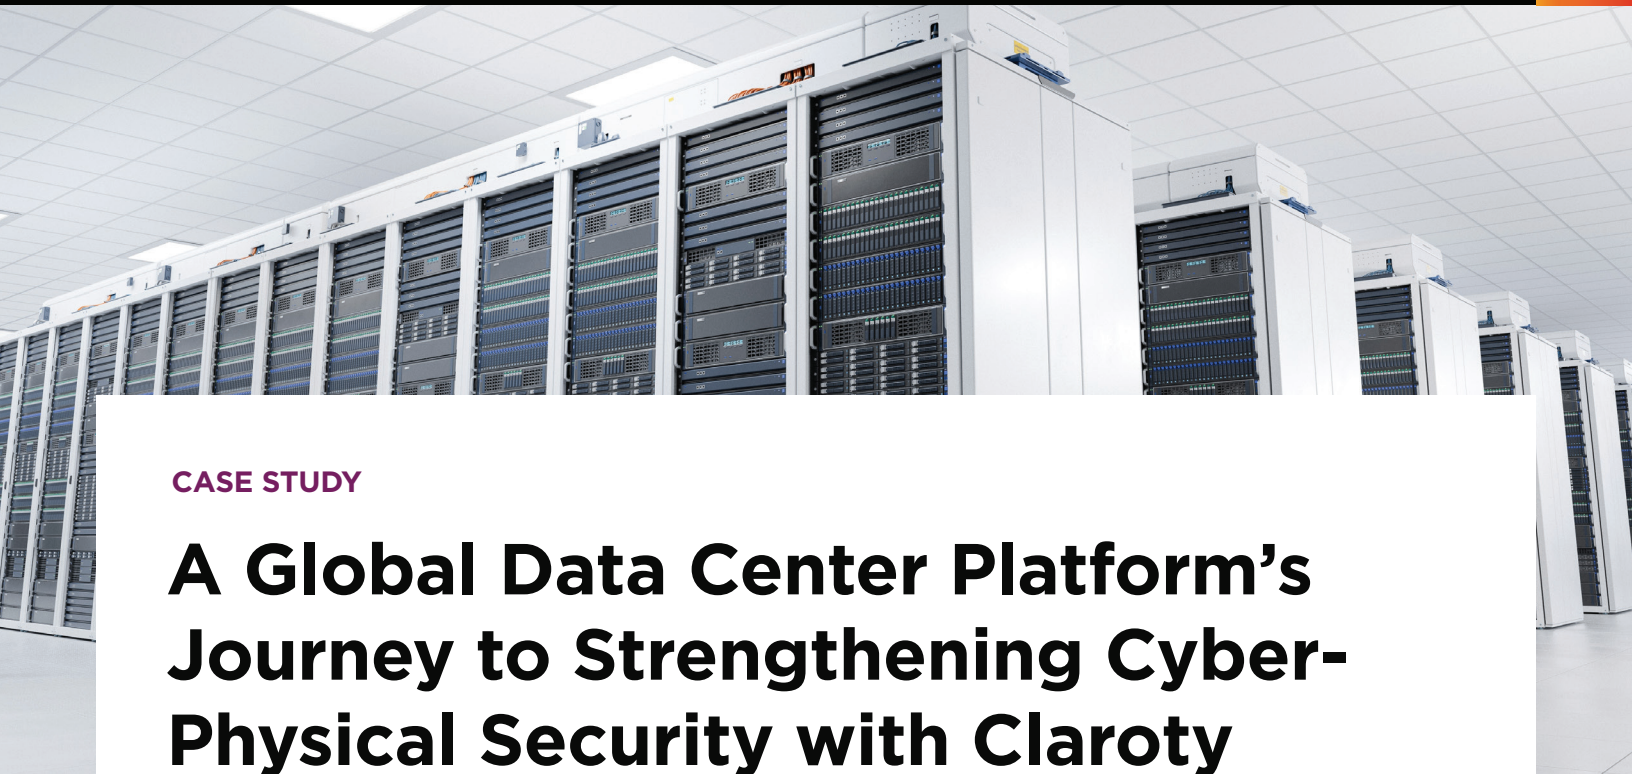 CASE STUDY
A Global Data Center Platform’s
Journey to Strengthening Cyber-
Physical Security with Claroty